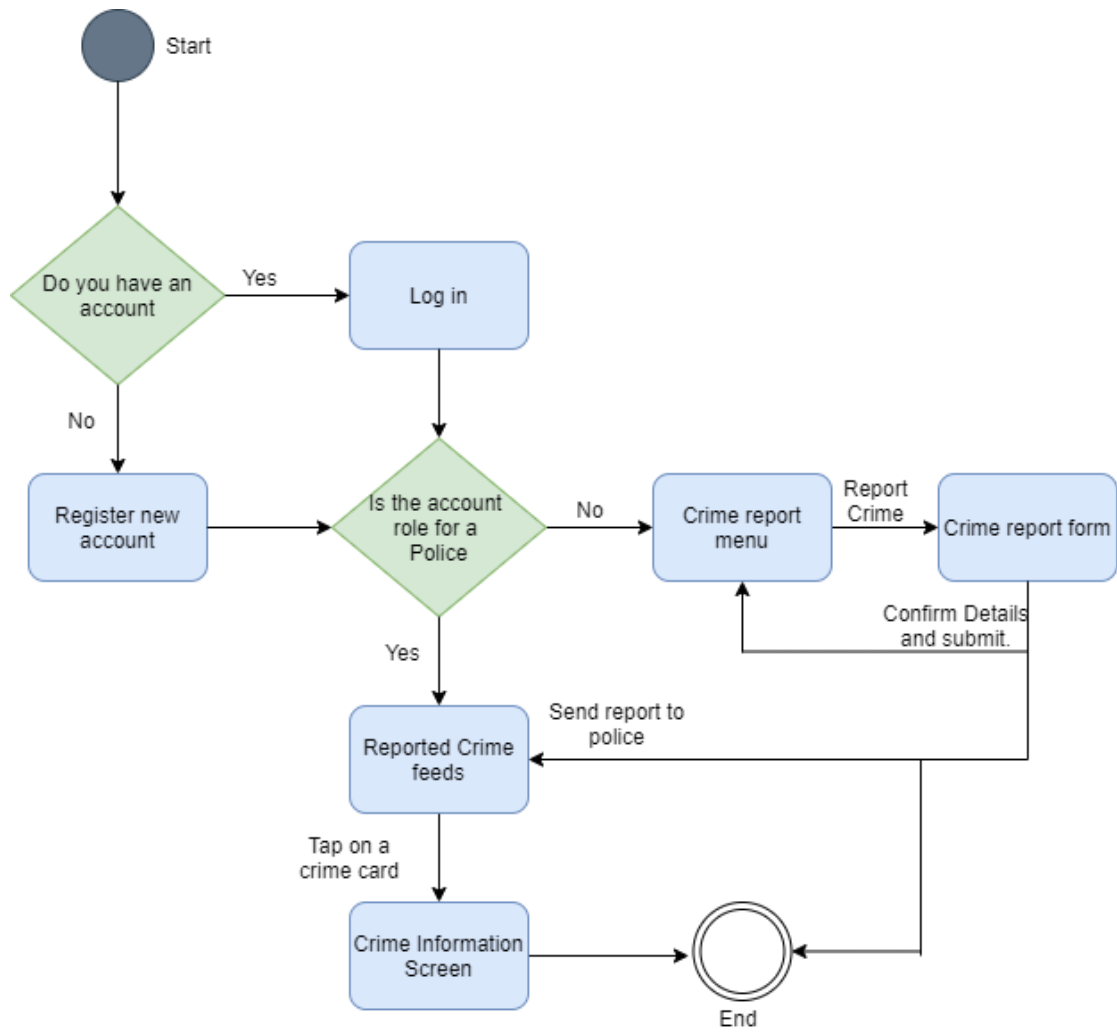 Start
Do you have an
account
Yes
Log in
No
Register new
account
Is the account
role for a
Police
No
Crime report
menu
Report
Crime
Crime report form
Confirm Details
and submit.
Yes
Send report to
police
Reported Crime
feeds
Tap on a
crime card
Crime Information
Screen
End